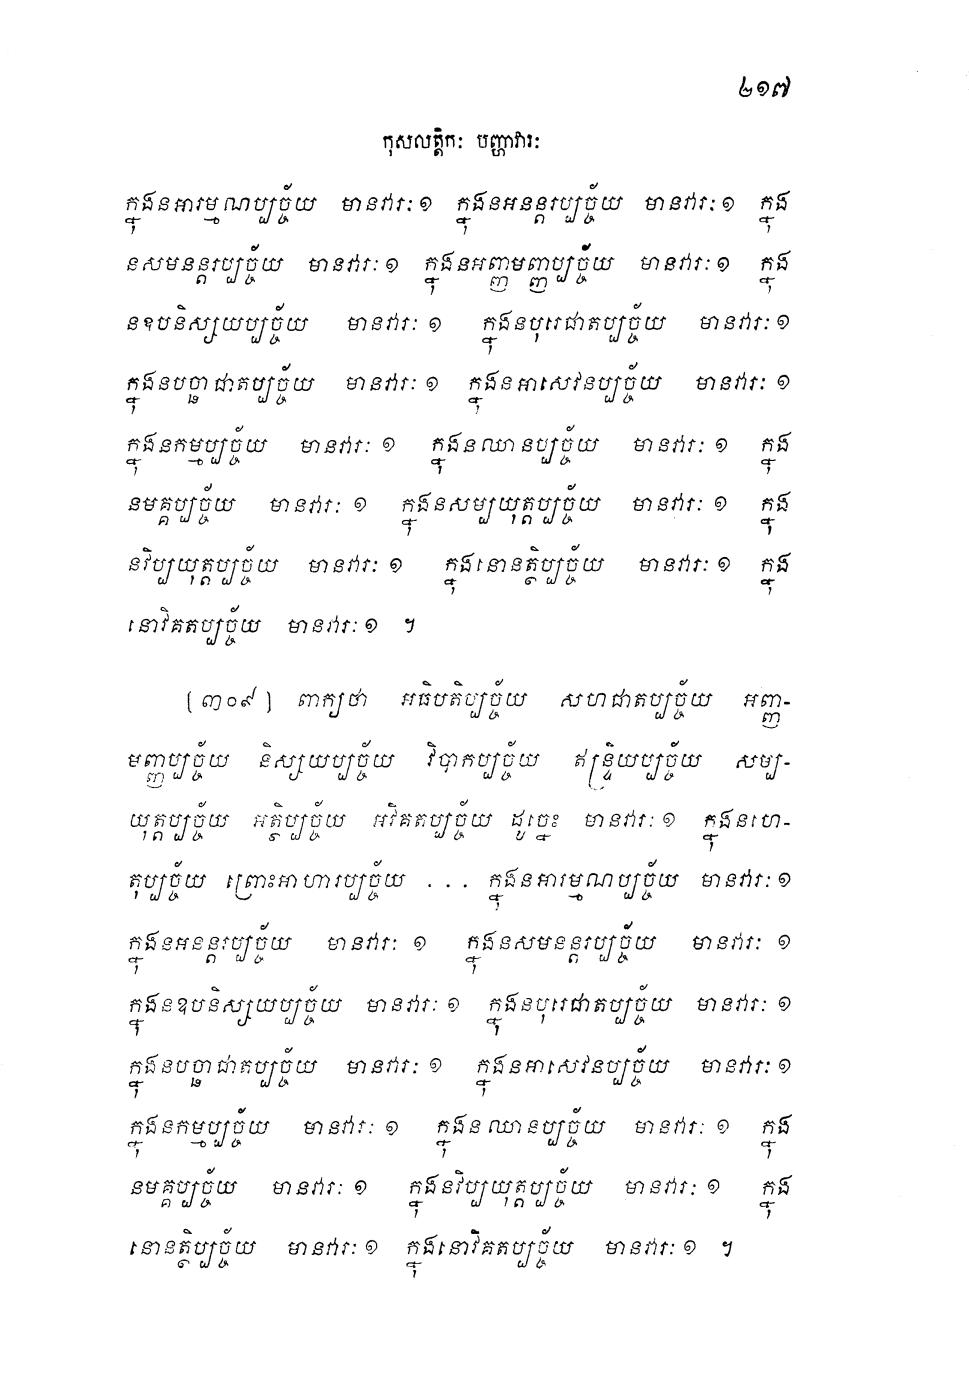 ២១៧
កុសលត្តិកៈ បញ្ហាវារៈ
ក្នុងនអារម្មណប្បច្ច័យ មានវារៈ ១ ក្នុងនអនន្តរប្បច្ច័យ មានវារៈ ១ ក្នុង
នសមនន្តរប្បច្ច័យ មានវារៈ ១ ក្នុងនអញ្ញមញ្ញប្បច្ច័យ មានវារៈ ១ ក្នុង
នឧបនិស្សយប្បច្ច័យ មានវារៈ ១ ក្នុងនបុរេជាតប្បច្ច័យ មានវារៈ ១
ក្នុងនបច្ឆាជាតប្បច្ច័យ មានវារៈ ១ ក្នុងនអាសេវនប្បច្ច័យ មានវារៈ ១
ក្នុងនកម្មប្បច្ច័យ មានវារៈ ១ ក្នុងនឈានប្បច្ច័យ មានវារៈ ១ ក្នុង
នមគ្គប្បច្ច័យ មានវារៈ ១ ក្នុងនសម្បយុត្តប្បច្ច័យ មានវារៈ ១ ក្នុង
នវិប្បយុត្តប្បច្ច័យ មានវារៈ ១ ក្នុងនោនត្ថិប្បច្ច័យ មានវារៈ ១ ក្នុង
នោវិគតប្បច្ច័យ មានវារៈ ១ ។
[៣០៩] ពាក្យថា អធិបតិប្បច្ច័យ សហជាតប្បច្ច័យ អញ្ញ-
មញ្ញប្បច្ច័យ និស្សយប្បច្ច័យ វិបាកប្បច្ច័យ ឥន្ទ្រិយប្បច្ច័យ សម្ប-
យុត្តប្បច្ច័យ អត្ថិប្បច្ច័យ អវិគតប្បច្ច័យ ដូច្នេះ មានវារៈ ១ ក្នុងនហេ-
តុប្បច្ច័យ ព្រោះអាហារប្បច្ច័យ ... ក្នុងនអារម្មណប្បច្ច័យ មានវារៈ ១
ក្នុងនអនន្តរប្បច្ច័យ មានវារៈ ១ ក្នុងនសមនន្តរប្បច្ច័យ មានវារៈ ១
ក្នុងនឧបនិស្សយប្បច្ច័យ មានវារៈ ១ ក្នុងនបុរេជាតប្បច្ច័យ មានវារៈ ១
ក្នុងនបច្ឆាជាតប្បច្ច័យ មានវារៈ ១ ក្នុងនអាសេវនប្បច្ច័យ មានវារៈ ១
ក្នុងនកម្មប្បច្ច័យ មានវារៈ ១ ក្នុងនឈានប្បច្ច័យ មានវារៈ ១ ក្នុង
នមគ្គប្បច្ច័យ មានវារៈ ១ ក្នុងនវិប្បយុត្តប្បច្ច័យ មានវារៈ ១ ក្នុង
នោនត្ថិប្បច្ច័យ មានវារៈ ១ ក្នុងនោវិគតប្បច្ច័យ មានវារៈ ១ ។